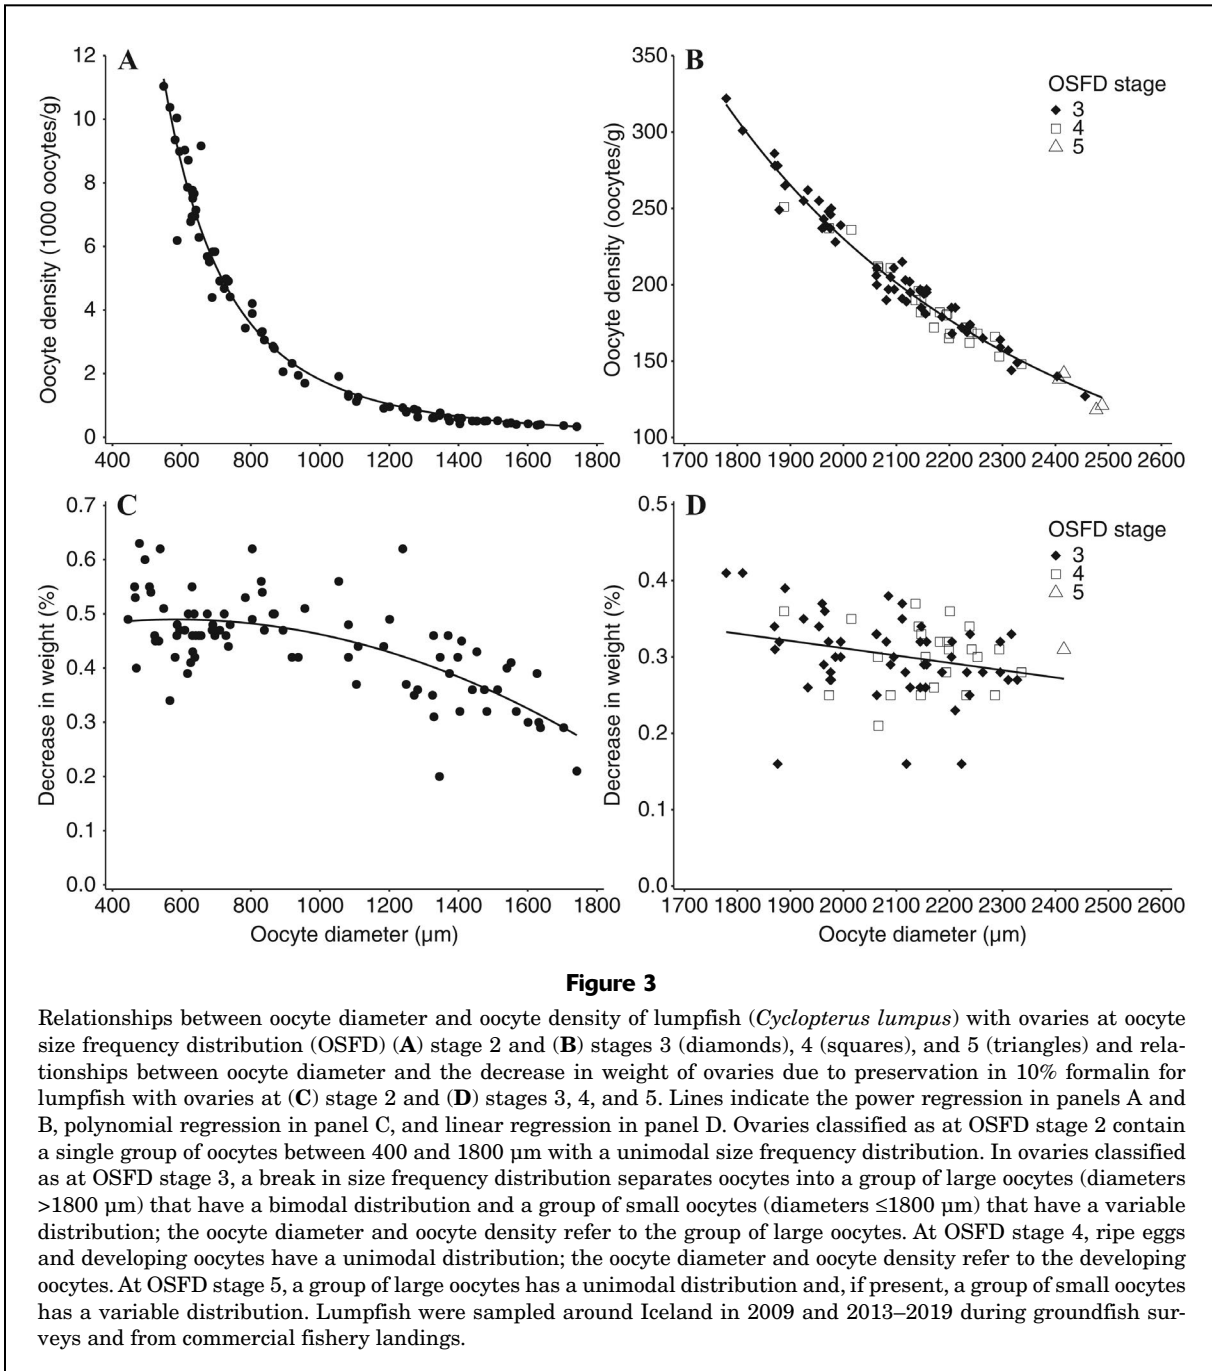 A
12
10
8
6
4
2
0
Oocyte density (1000 oocytes/g)
400 600 800 1000 1200 1400 1600 1800
B
350
300
250
200
150
100
Oocyte density (oocytes/g)
OSFD stage
3
4
5
1700 1800 1900 2000 2100 2200 2300 2400 2500 2600
C
0.7
0.6
0.5
0.4
0.3
0.2
0.1
0.0
Decrease in weight (%)
400 600 800 1000 1200 1400 1600 1800
Oocyte diameter (µm)
D
0.5
0.4
0.3
0.2
0.1
0.0
Decrease in weight (%)
OSFD stage
3
4
5
1700 1800 1900 2000 2100 2200 2300 2400 2500 2600
Oocyte diameter (µm)
Figure 3
Relationships between oocyte diameter and oocyte density of lumpfish (Cyclopterus lumpus) with ovaries at oocyte
size frequency distribution (OSFD) (A) stage 2 and (B) stages 3 (diamonds), 4 (squares), and 5 (triangles) and rela-
tionships between oocyte diameter and the decrease in weight of ovaries due to preservation in 10% formalin for
lumpfish with ovaries at (C) stage 2 and (D) stages 3, 4, and 5. Lines indicate the power regression in panels A and
B, polynomial regression in panel C, and linear regression in panel D. Ovaries classified as at OSFD stage 2 contain
a single group of oocytes between 400 and 1800 µm with a unimodal size frequency distribution. In ovaries classified
as at OSFD stage 3, a break in size frequency distribution separates oocytes into a group of large oocytes (diameters
>1800 µm) that have a bimodal distribution and a group of small oocytes (diameters ≤1800 µm) that have a variable
distribution; the oocyte diameter and oocyte density refer to the group of large oocytes. At OSFD stage 4, ripe eggs
and developing oocytes have a unimodal distribution; the oocyte diameter and oocyte density refer to the developing
oocytes. At OSFD stage 5, a group of large oocytes has a unimodal distribution and, if present, a group of small oocytes
has a variable distribution. Lumpfish were sampled around Iceland in 2009 and 2013–2019 during groundfish sur-
veys and from commercial fishery landings.